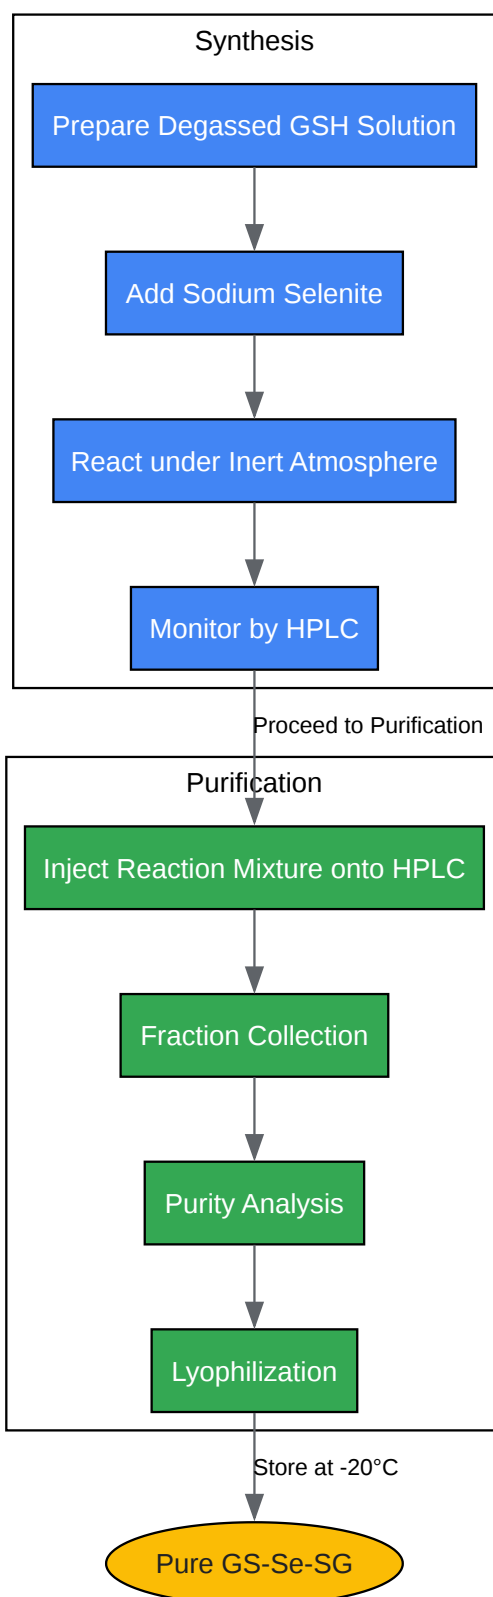 Synthesis
Prepare Degassed GSH Solution
Add Sodium Selenite
React under Inert Atmosphere
Monitor by HPLC
Proceed to Purification
Purification
Inject Reaction Mixture onto HPLC
Fraction Collection
Purity Analysis
Lyophilization
Store at -20°C
Pure GS-Se-SG